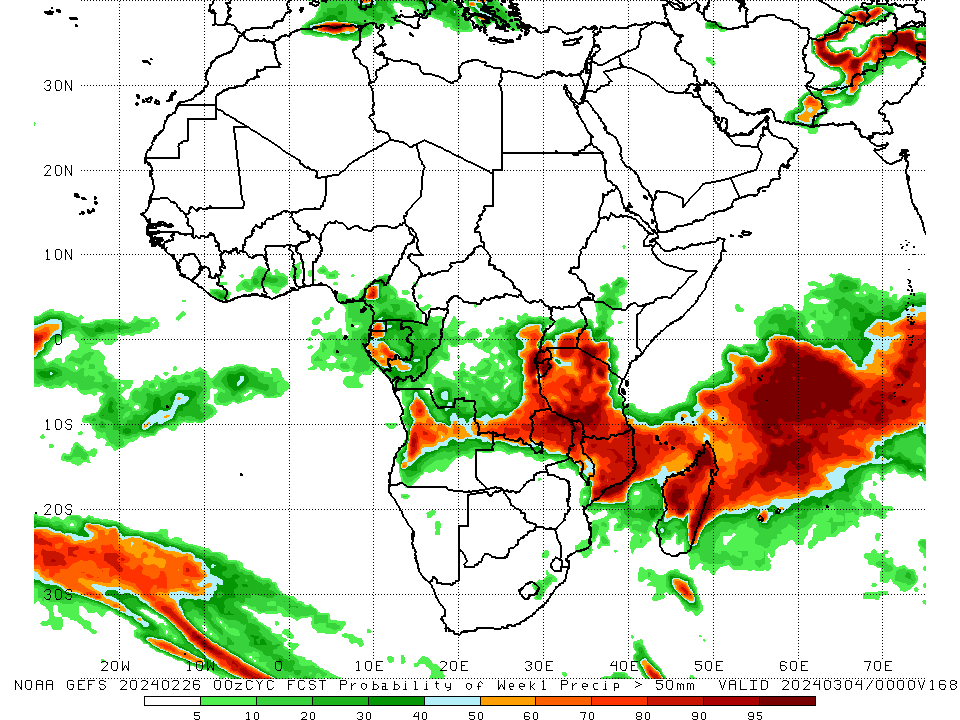 30N
20N
10N
0
10S
20S
30S
20W 10W 0 10E 20E 30E 40E 50E 60E 70E
NOAA GEFS 20240226 00zCYC FCST Probability of Week1 Precip > 50mm VALID 20240304/0000V168
5 10 20 30 40 50 60 70 80 90 95